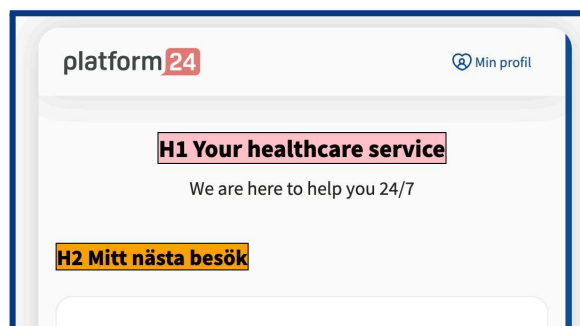 platform24
Min profil
H1 Your healthcare service
We are here to help you 24/7
H2 Mitt nästa besök